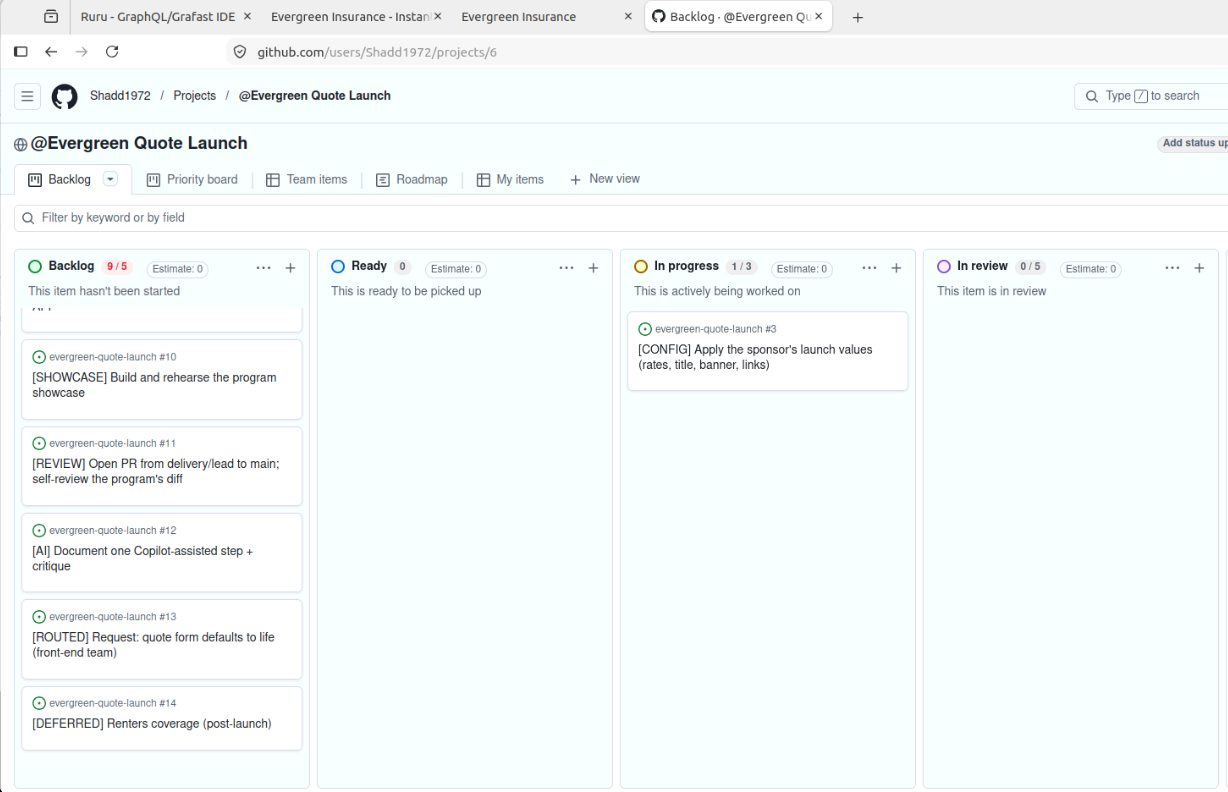 Ruru - GraphQL/Grafast IDE
Evergreen Insurance - Instan
Evergreen Insurance
Backlog · @Evergreen Qu
github.com/users/Shadd1972/projects/6
Shadd1972 / Projects / @Evergreen Quote Launch
Type / to search
@Evergreen Quote Launch
Add status up
Backlog
Priority board
Team items
Roadmap
My items
New view
Filter by keyword or by field
Backlog 9 / 5 Estimate: 0
This item hasn't been started
evergreen-quote-launch #10
[SHOWCASE] Build and rehearse the program
showcase
evergreen-quote-launch #11
[REVIEW] Open PR from delivery/lead to main;
self-review the program's diff
evergreen-quote-launch #12
[AI] Document one Copilot-assisted step +
critique
evergreen-quote-launch #13
[ROUTED] Request: quote form defaults to life
(front-end team)
evergreen-quote-launch #14
[DEFERRED] Renters coverage (post-launch)
Ready 0 Estimate: 0
This is ready to be picked up
In progress 1 / 3 Estimate: 0
This is actively being worked on
evergreen-quote-launch #3
[CONFIG] Apply the sponsor's launch values
(rates, title, banner, links)
In review 0 / 5 Estimate: 0
This item is in review